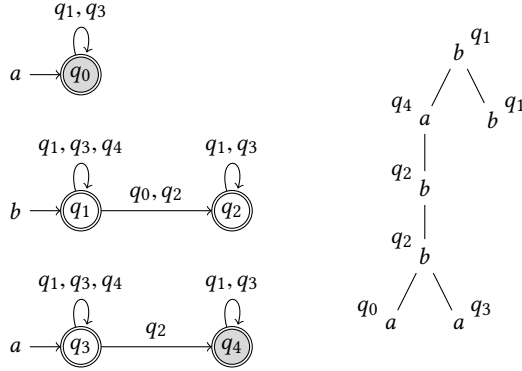 q₁, q₃
a q₀
q₁, q₃, q₄ q₁, q₃
q₀, q₂
b q₁ q₂
q₁, q₃, q₄ q₁, q₃
q₂
a q₃ q₄
b q₁
q₄ a b q₁
q₂ b
q₂ b
q₀ a a q₃